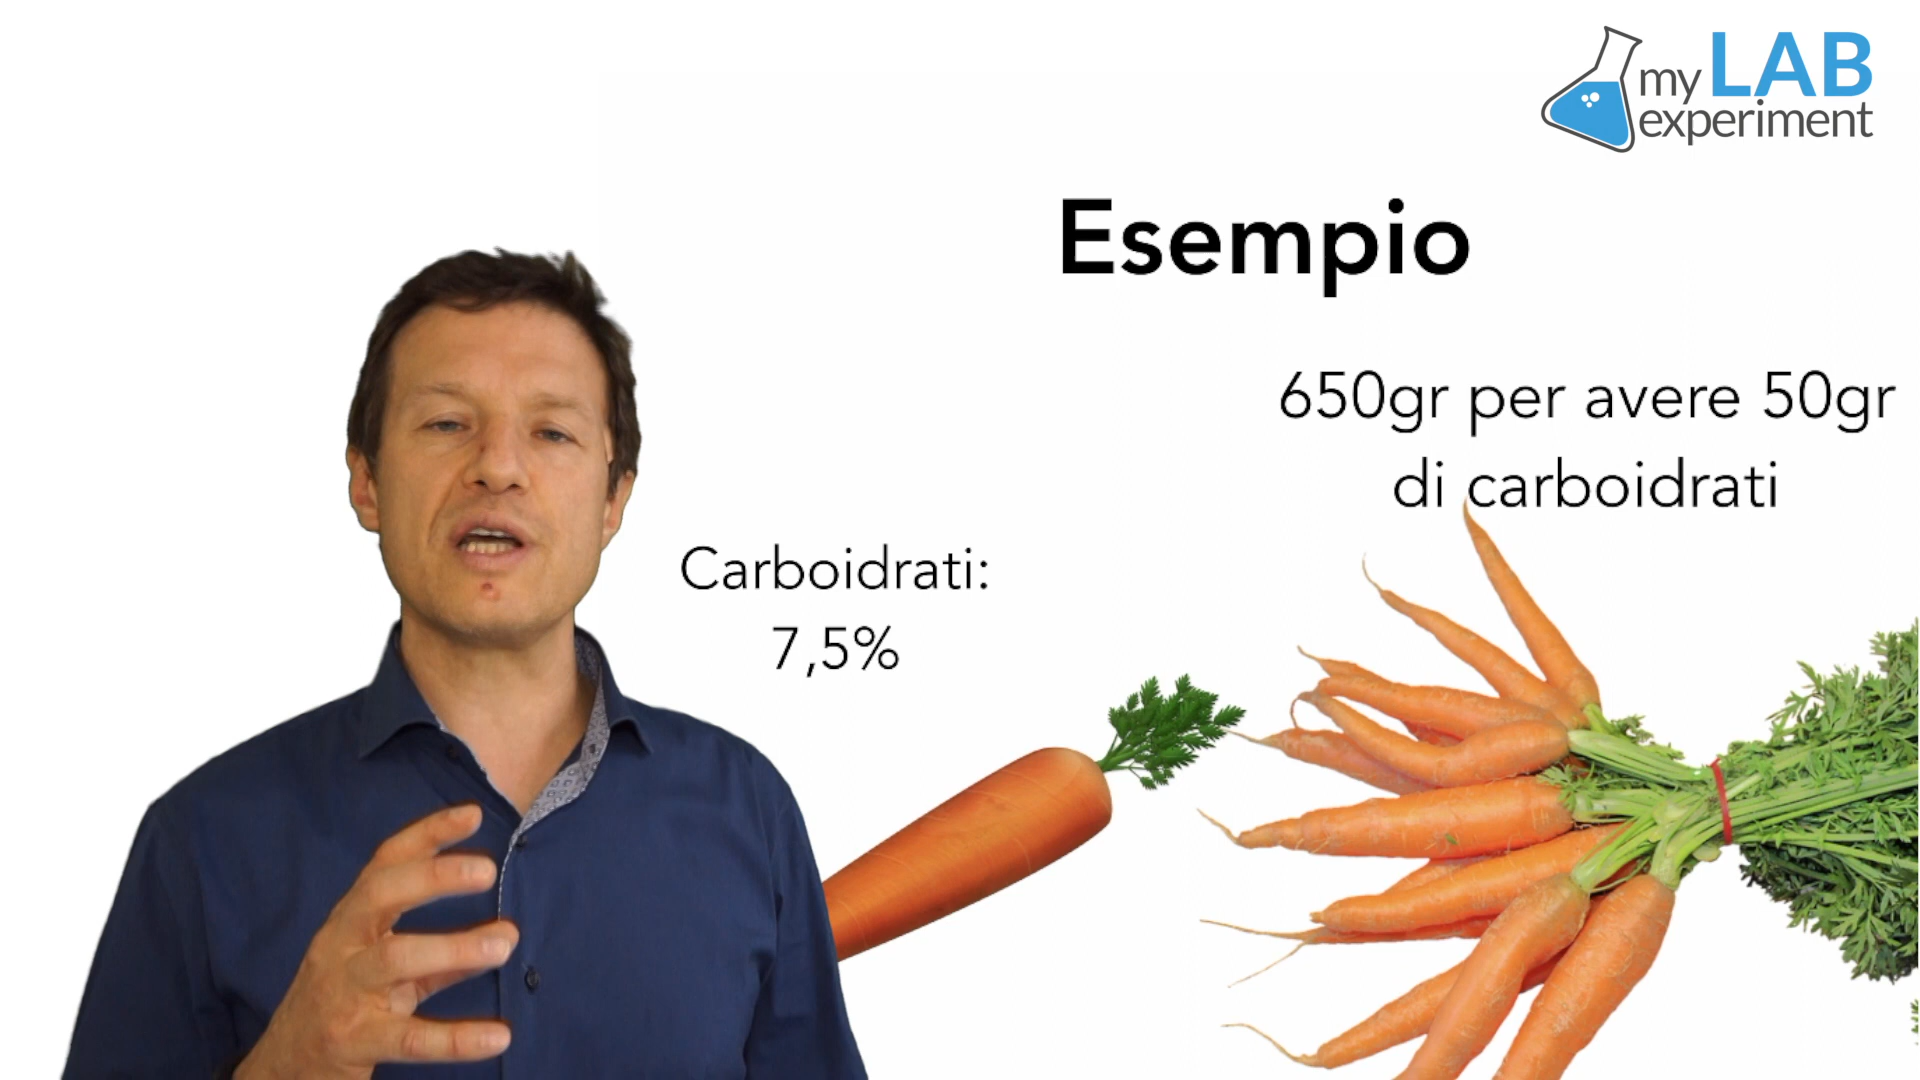 my LAB
experiment
Esempio
650gr per avere 50gr
di carboidrati
Carboidrati:
7,5%